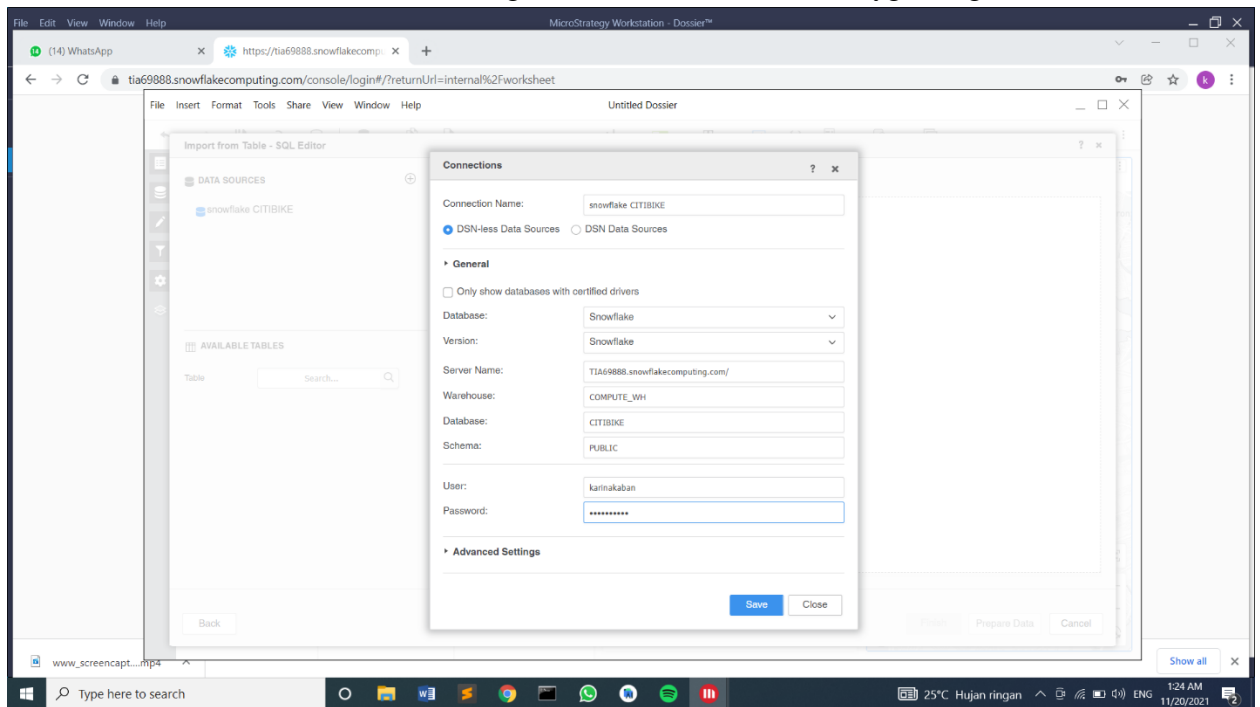 File Edit View Window Help
MicroStrategy Workstation - Dossier™
(14) WhatsApp
https://tia69888.snowflakecompu
tia69888.snowflakecomputing.com/console/login#/?returnUrl=internal%2Fworksheet
k
File Insert Format Tools Share View Window Help
Untitled Dossier
Import from Table - SQL Editor
? ×
DATA SOURCES
snowflake CITIBIKE
AVAILABLE TABLES
Table
Search...
Connections
?
Connection Name:
snowflake CITIBIKE
DSN-less Data Sources
DSN Data Sources
General
Only show databases with certified drivers
Database:
Snowflake
Version:
Snowflake
Server Name:
TIA69888.snowflakecomputing.com/
Warehouse:
COMPUTE_WH
Database:
CITIBIKE
Schema:
PUBLIC
User:
karinakaban
Password:
••••••••••
Advanced Settings
Save
Close
Back
Prepare Data
Cancel
www_screencapt....mp4
Show all
Type here to search
25°C Hujan ringan
ENG
1:24 AM
11/20/2021
2